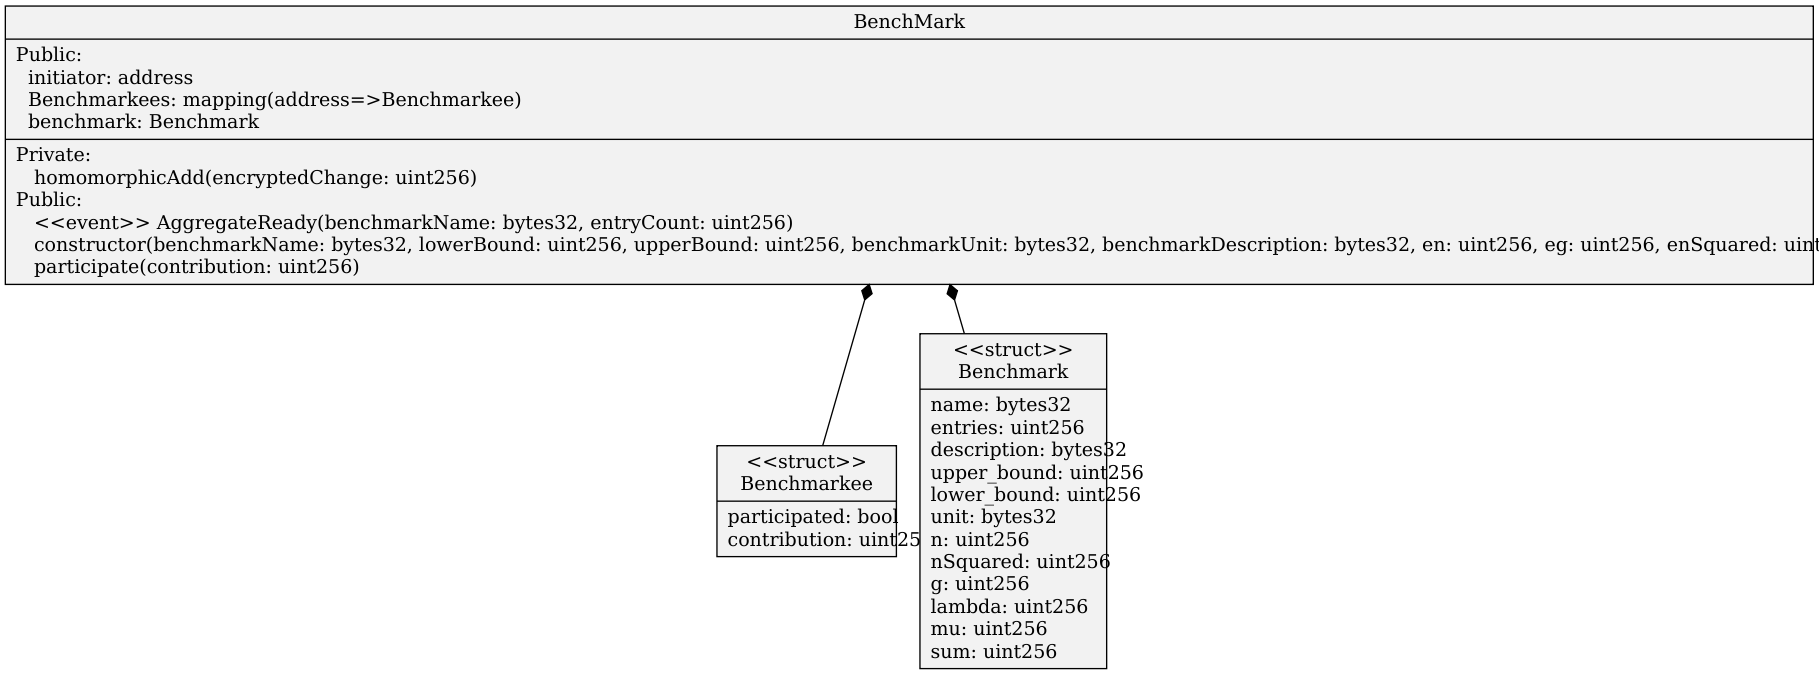 BenchMark
Public:
initiator: address
Benchmarkees: mapping(address=>Benchmarkee)
benchmark: Benchmark
Private:
homomorphicAdd(encryptedChange: uint256)
Public:
<<event>> AggregateReady(benchmarkName: bytes32, entryCount: uint256)
constructor(benchmarkName: bytes32, lowerBound: uint256, upperBound: uint256, benchmarkUnit: bytes32, benchmarkDescription: bytes32, en: uint256, eg: uint256, enSquared: uint
participate(contribution: uint256)
<<struct>>
Benchmarkee
participated: bool
contribution: uint25
<<struct>>
Benchmark
name: bytes32
entries: uint256
description: bytes32
upper_bound: uint256
lower_bound: uint256
unit: bytes32
n: uint256
nSquared: uint256
g: uint256
lambda: uint256
mu: uint256
sum: uint256